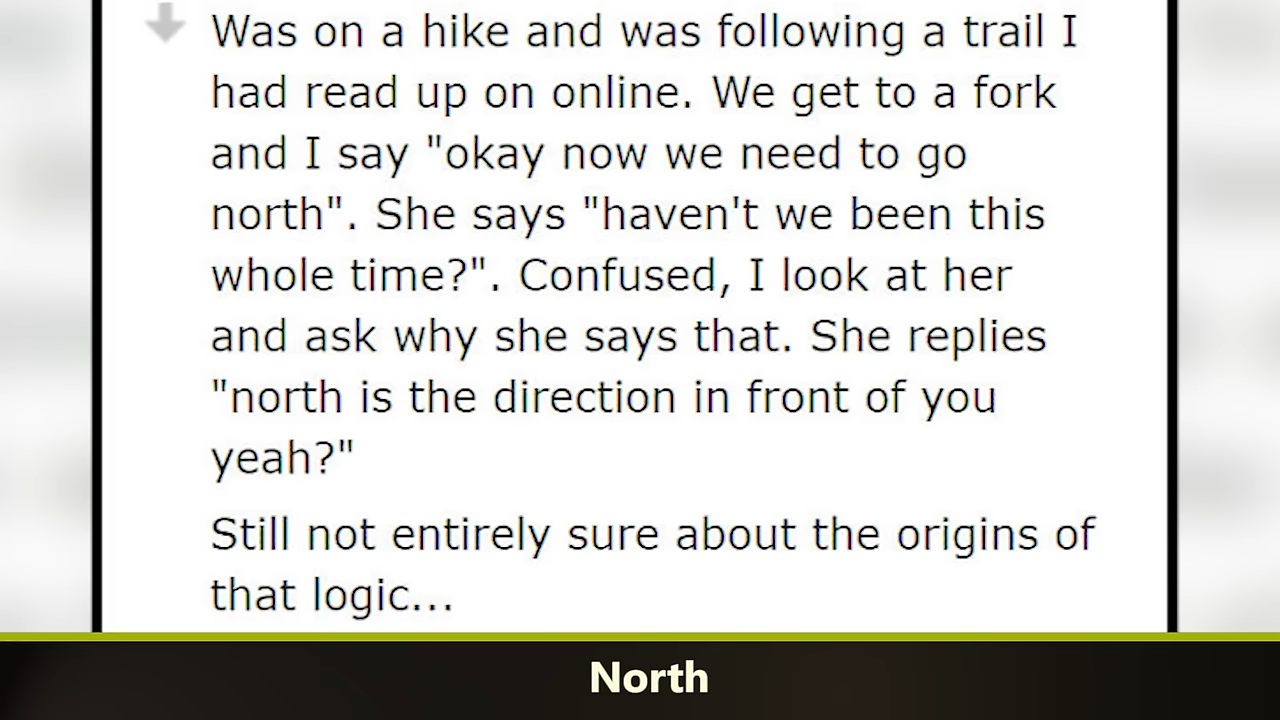 Was on a hike and was following a trail I
had read up on online. We get to a fork
and I say "okay now we need to go
north". She says "haven't we been this
whole time?". Confused, I look at her
and ask why she says that. She replies
"north is the direction in front of you
yeah?"
Still not entirely sure about the origins of
that logic...
North